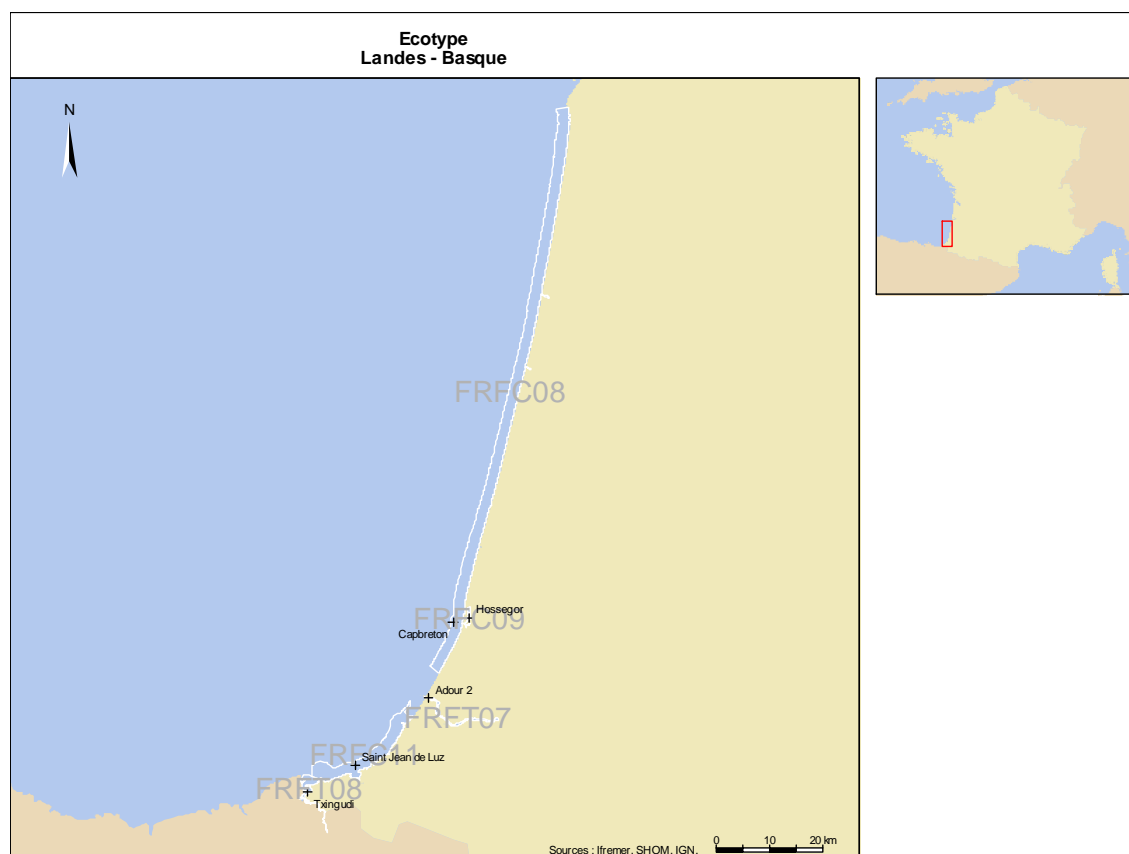 Ecotype
Landes - Basque
N
FRFC08
Hossegor
FRFC09
Capbreton
Adour 2
FRFT07
FRFC11
Saint Jean de Luz
FRFT08
Txingudi
0 10 20 km
Sources : Ifremer, SHOM, IGN.